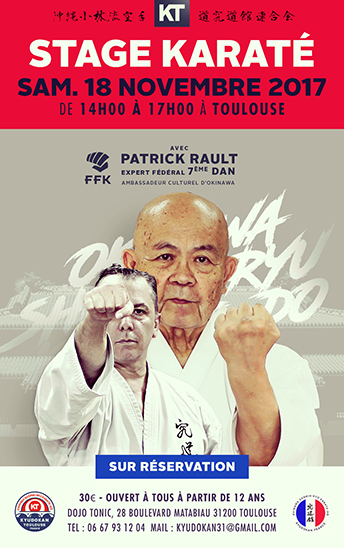 沖縄小林流空手 KT 道究道館連合会
STAGE KARATÉ
SAM. 18 NOVEMBRE 2017
DE 14H00 À 17H00 À TOULOUSE
AVEC
FFK
PATRICK RAULT
EXPERT FÉDÉRAL 7ÈME DAN
AMBASSADEUR CULTUREL D'OKINAWA
SUR RÉSERVATION
30€ - OUVERT À TOUS À PARTIR DE 12 ANS
DOJO TONIC, 28 BOULEVARD MATABIAU 31200 TOULOUSE
TEL : 06 67 93 12 04 MAIL : KYUDOKAN31@GMAIL.COM
KT
KYUDOKAN
TOULOUSE
FRANCE